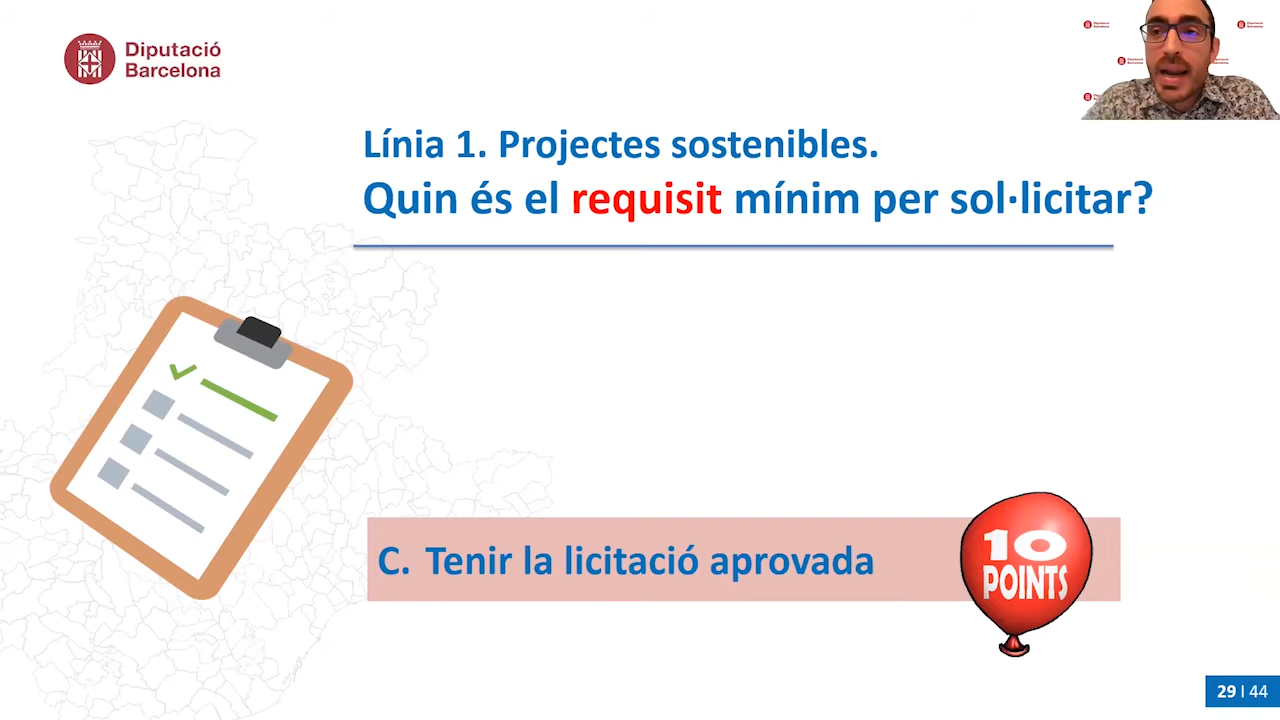 Diputació
Barcelona
Línia 1. Projectes sostenibles.
Quin és el requisit mínim per sol·licitar?
C. Tenir la licitació aprovada
10
POINTS
29 | 44